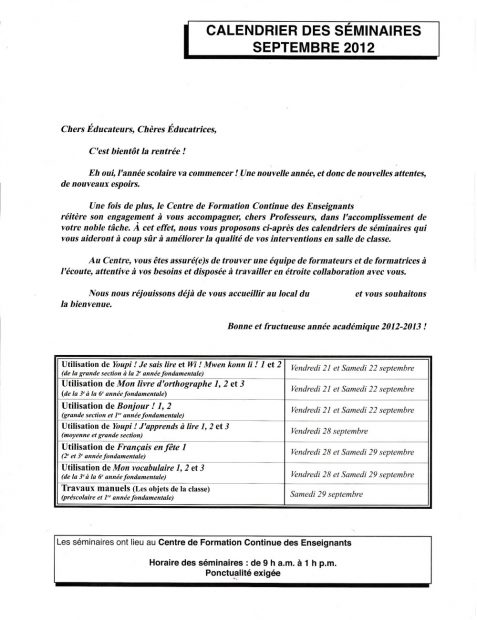 CALENDRIER DES SÉMINAIRES
SEPTEMBRE 2012
Chers Éducateurs, Chères Éducatrices,
C'est bientôt la rentrée !
Eh oui, l'année scolaire va commencer ! Une nouvelle année, et donc de nouvelles attentes,
de nouveaux espoirs.
Une fois de plus, le Centre de Formation Continue des Enseignants
réitère son engagement à vous accompagner, chers Professeurs, dans l'accomplissement de
votre noble tâche. À cet effet, nous vous proposons ci-après des calendriers de séminaires qui
vous aideront à coup sûr à améliorer la qualité de vos interventions en salle de classe.
Au Centre, vous êtes assuré(e)s de trouver une équipe de formateurs et de formatrices à
l'écoute, attentive à vos besoins et disposée à travailler en étroite collaboration avec vous.
Nous nous réjouissons déjà de vous accueillir au local du et vous souhaitons
la bienvenue.
Bonne et fructueuse année académique 2012-2013 !
Utilisation de Youpi ! Je sais lire et Wi ! Mwen konn li ! 1 et 2
(de la grande section à la 2e année fondamentale)
Vendredi 21 et Samedi 22 septembre
Utilisation de Mon livre d'orthographe 1, 2 et 3
(de la 3e à la 6e année fondamentale)
Vendredi 21 et Samedi 22 septembre
Utilisation de Bonjour ! 1, 2
(grande section et 1re année fondamentale)
Vendredi 21 et Samedi 22 septembre
Utilisation de Youpi ! J'apprends à lire 1, 2 et 3
(moyenne et grande section)
Vendredi 28 septembre
Utilisation de Français en fête 1
(2e et 3e année fondamentale)
Vendredi 28 et Samedi 29 septembre
Utilisation de Mon vocabulaire 1, 2 et 3
(de la 3e à la 6e année fondamentale)
Vendredi 28 et Samedi 29 septembre
Travaux manuels (Les objets de la classe)
(préscolaire et 1re année fondamentale)
Samedi 29 septembre
Les séminaires ont lieu au Centre de Formation Continue des Enseignants
Horaire des séminaires : de 9 h a.m. à 1 h p.m.
Ponctualité exigée